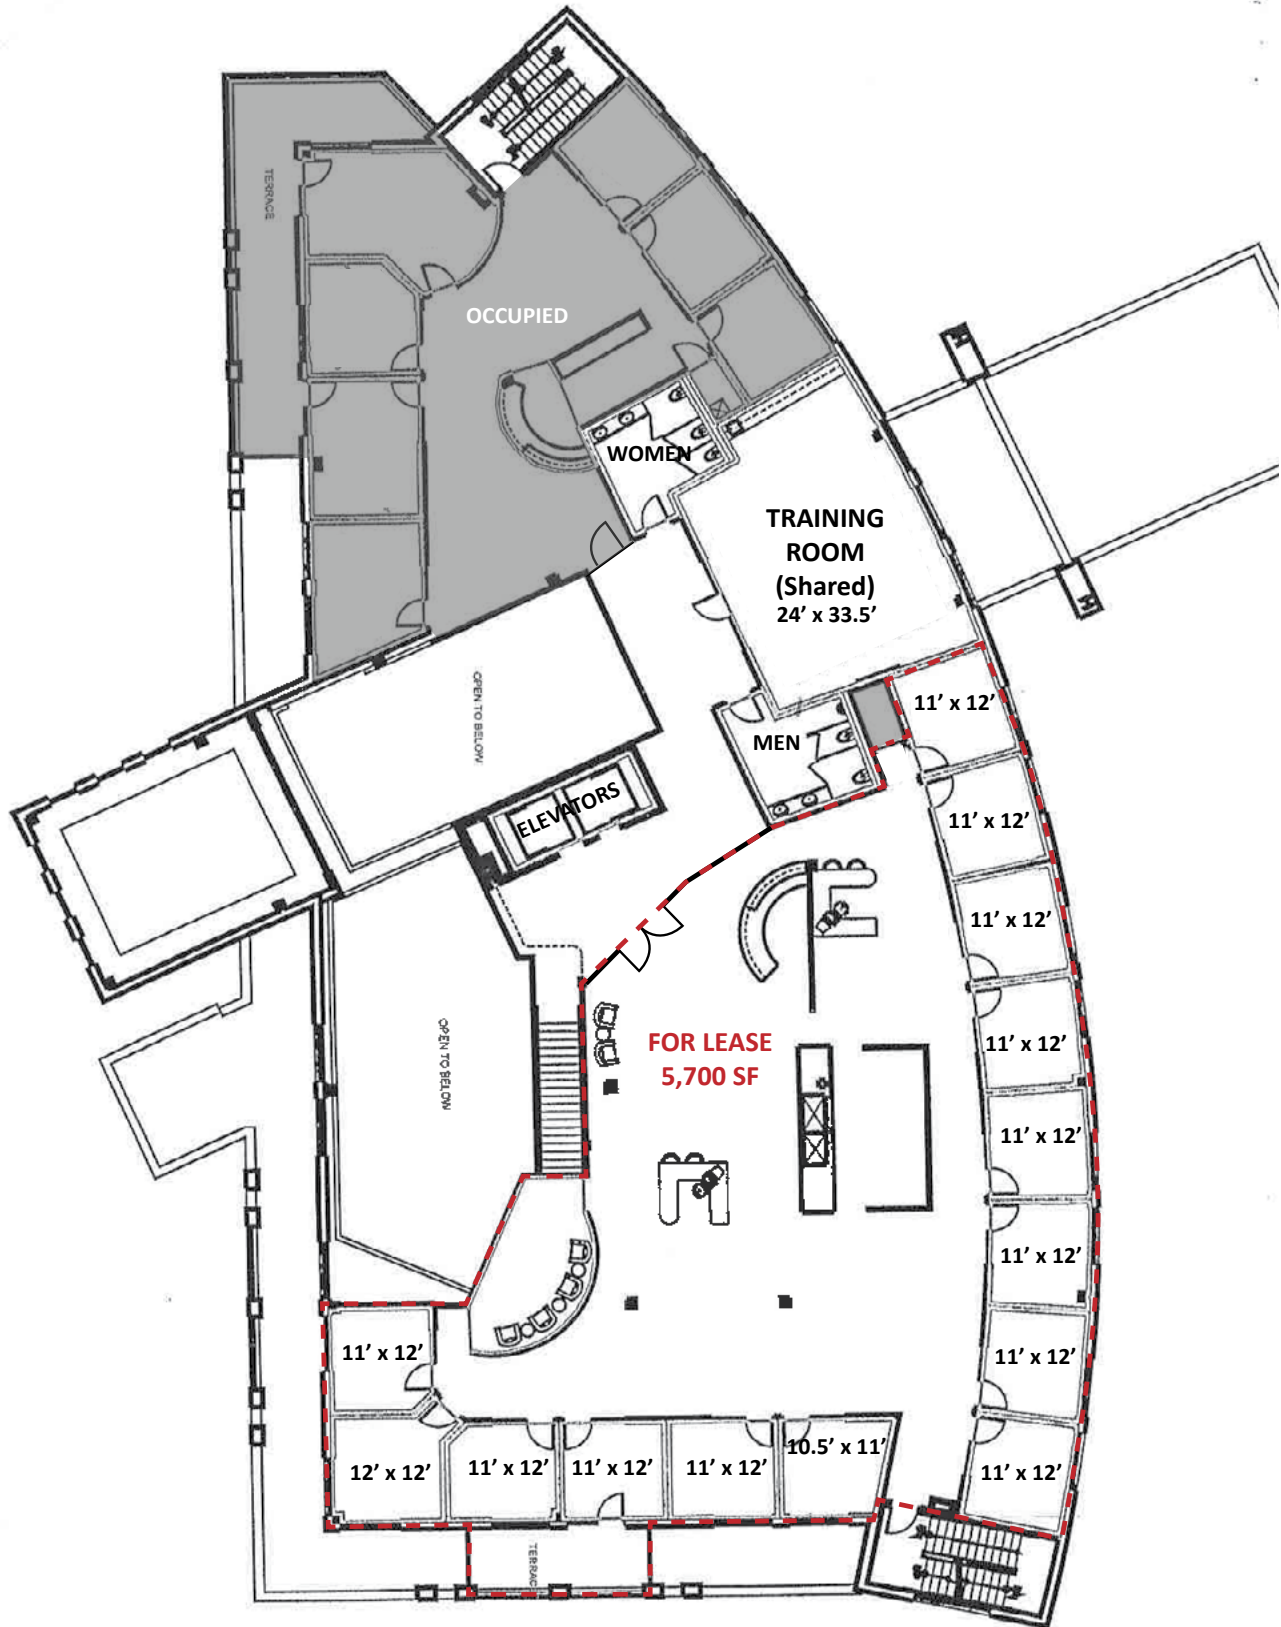 TERRACE
OCCUPIED
WOMEN
TRAINING
ROOM
(Shared)
24’ x 33.5’
OPEN TO BELOW
11’ x 12’
MEN
ELEVATORS
11’ x 12’
11’ x 12’
OPEN TO BELOW
FOR LEASE
5,700 SF
11’ x 12’
11’ x 12’
11’ x 12’
11’ x 12’
11’ x 12’
10.5’ x 11’
12’ x 12’
11’ x 12’
11’ x 12’
11’ x 12’
11’ x 12’
TERRAC